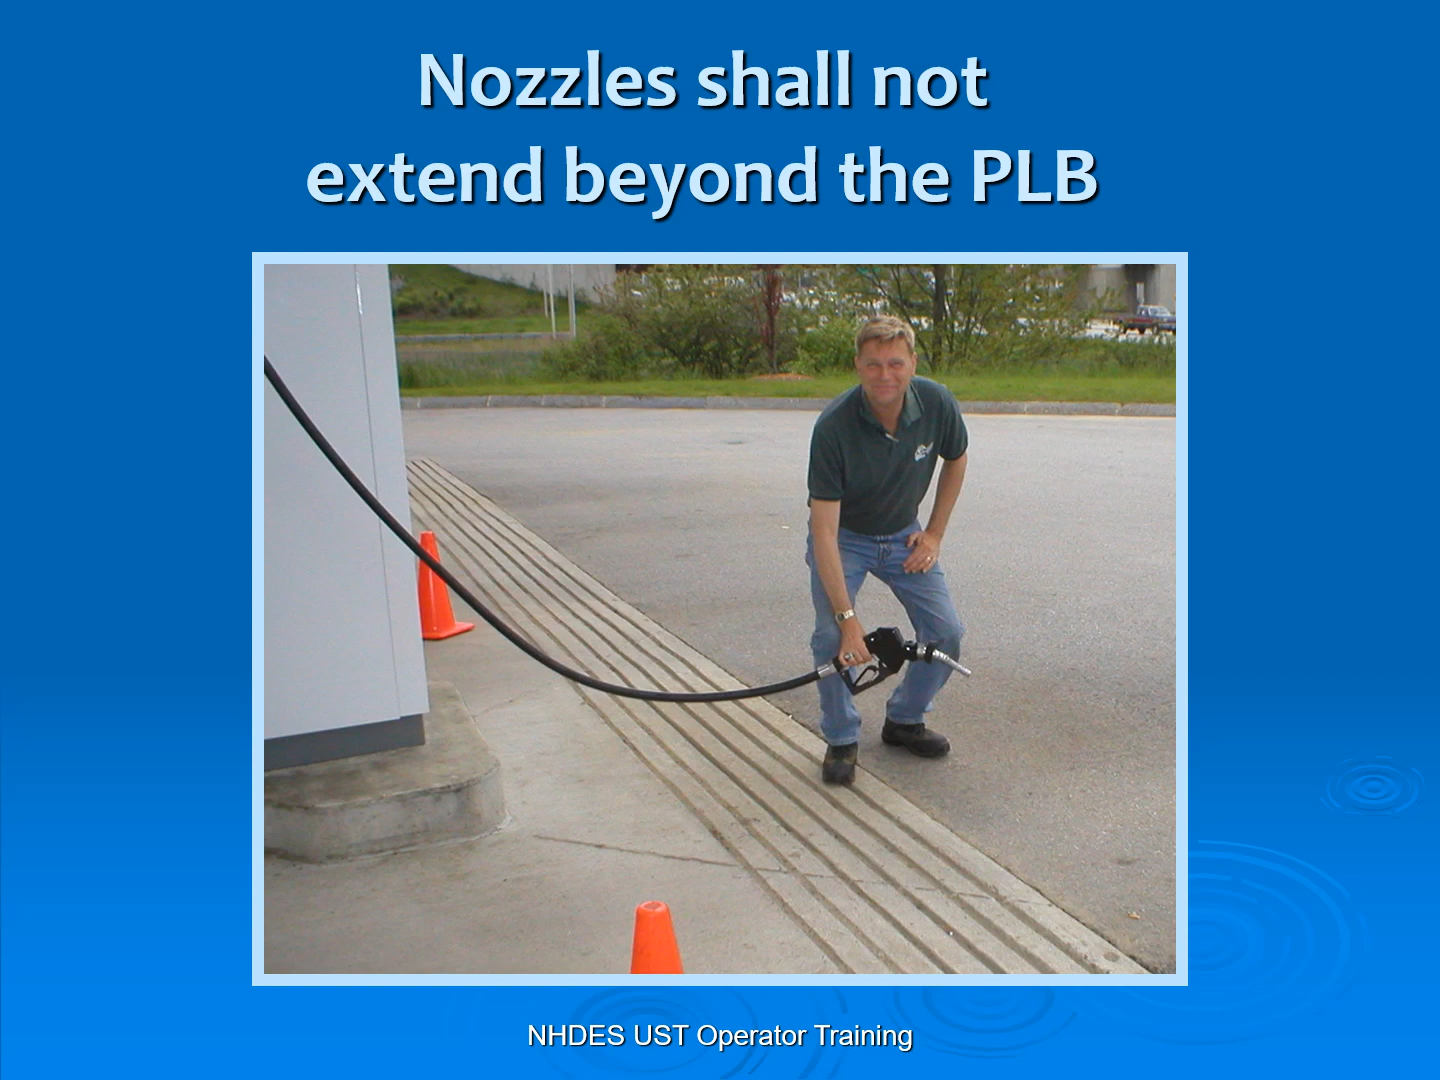 Nozzles shall not
extend beyond the PLB
NHDES UST Operator Training